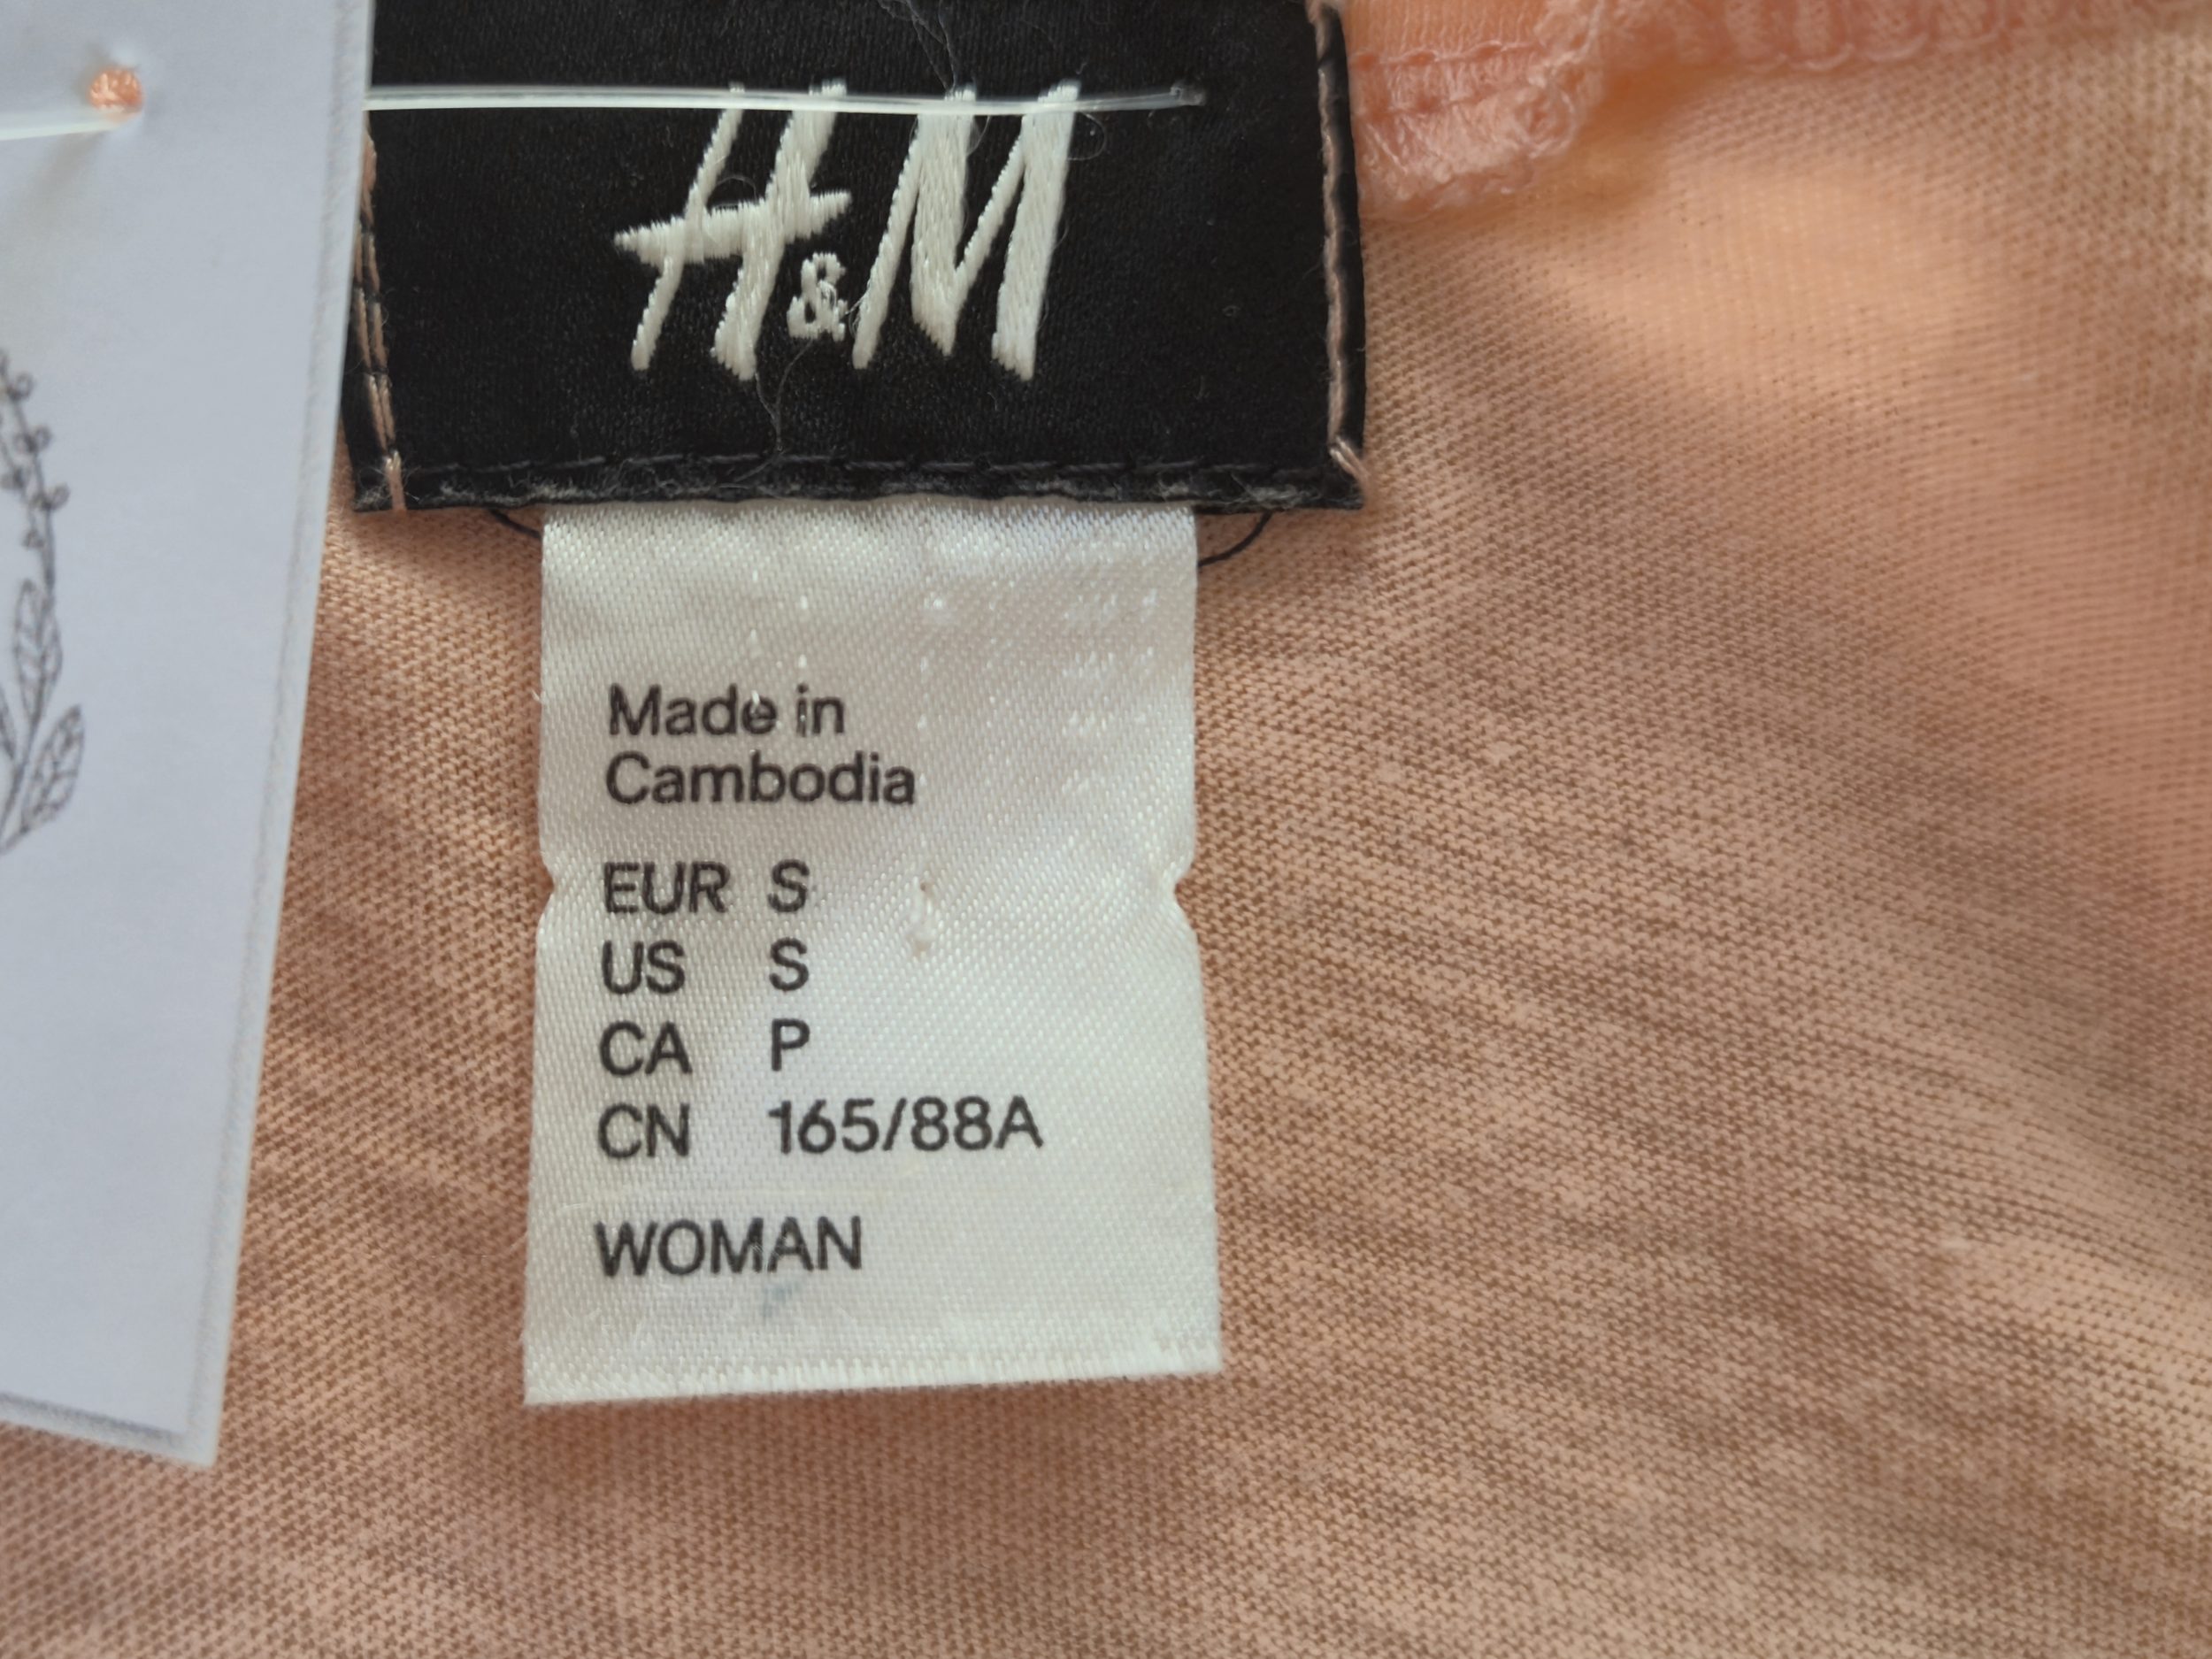 H&M
Made in
Cambodia
EUR S
US S
CA P
CN 165/88A
WOMAN